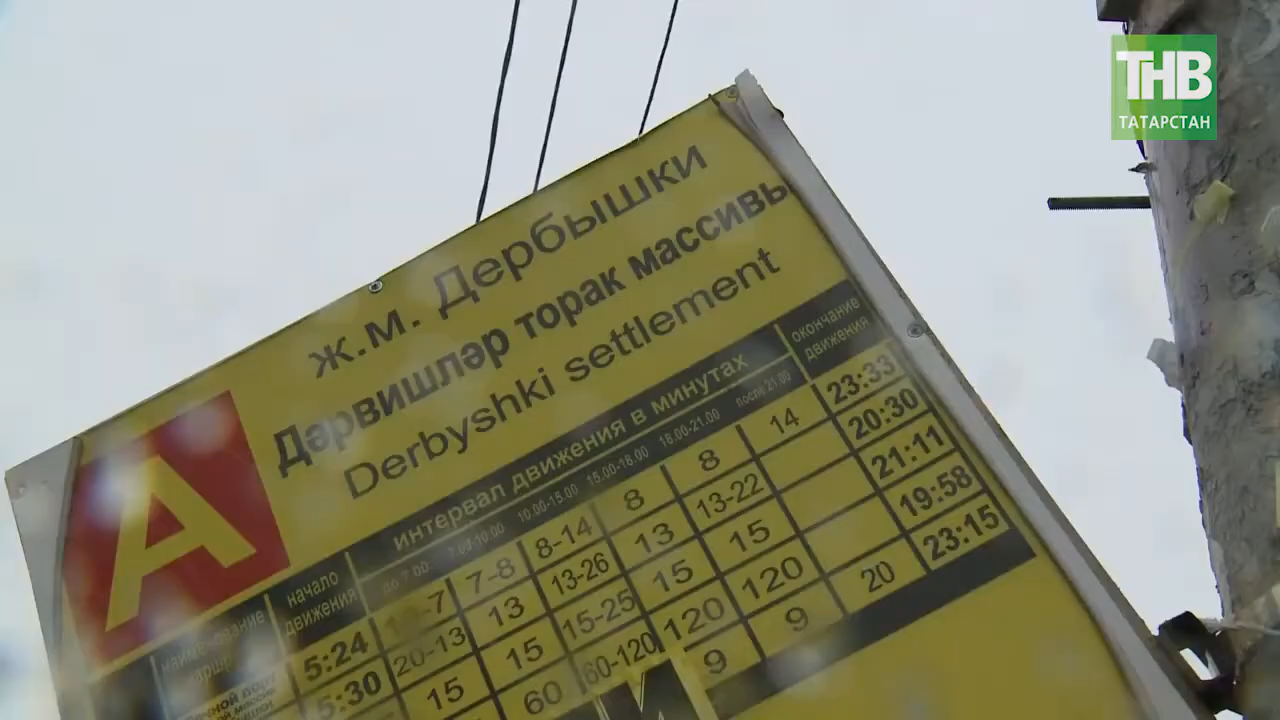 ТНВ
ТАТАРСТАН
ж.м. Дербышки
Дәрвишләр торак массивы
Derbyshki settlement
А
начало движения
интервал движения в минутах
окончание движения
до 7.00 7.00-10.00 10.00-15.00 15.00-18.00 18.00-21.00 после 21.00
5:24 -7 7-8 8-14 8 8 14 23:33
5:30 20-13 13 13-26 13 13-22 20:30
15 15 15-25 15 15 21:11
60 60-120 120 120 19:58
9 9 20 23:15